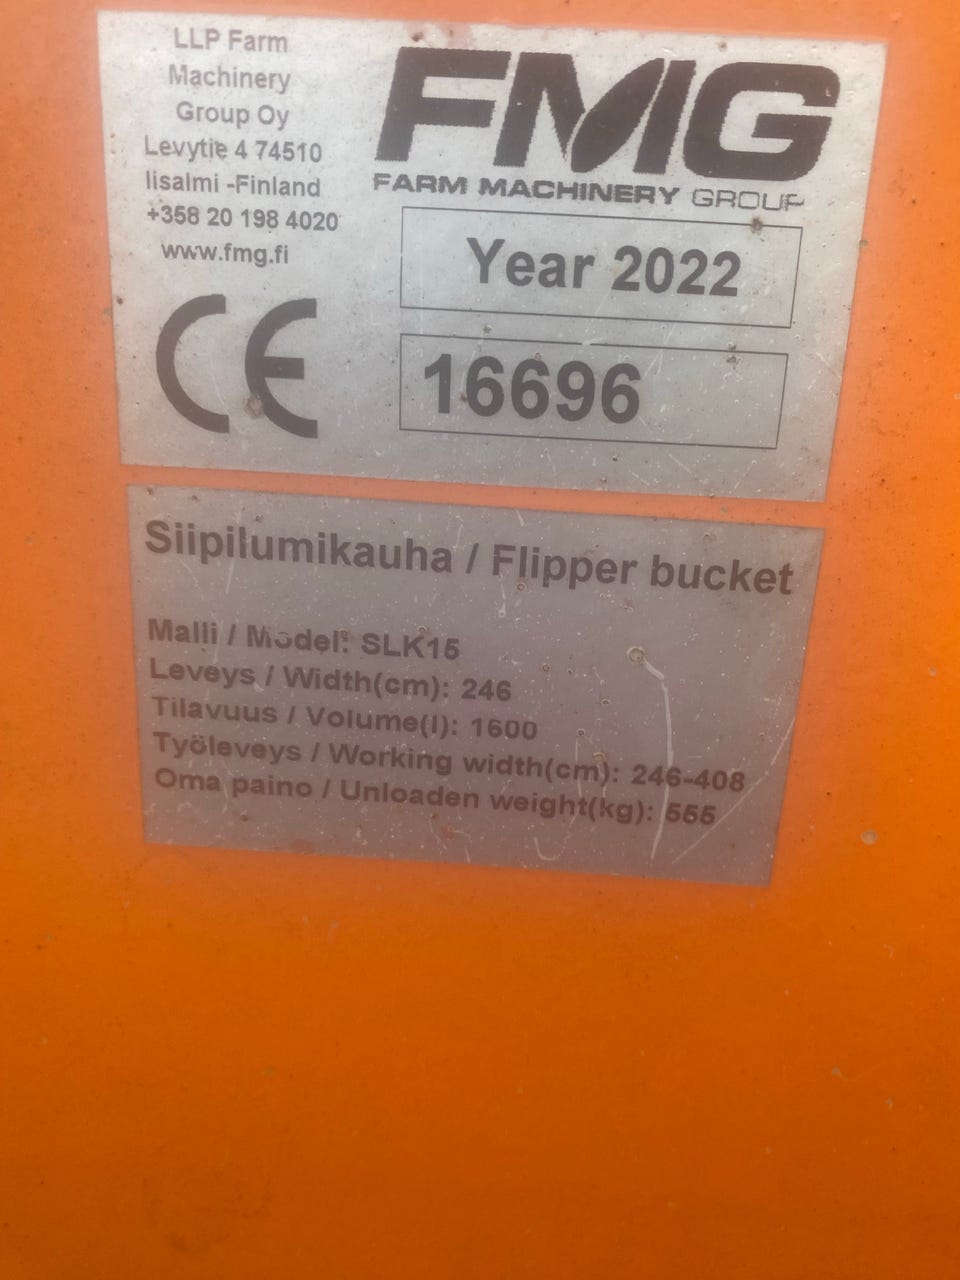 LLP Farm
Machinery
Group Oy
Levytie 4 74510
Iisalmi -Finland
+358 20 198 4020
www.fmg.fi
FMG
FARM MACHINERY GROUP
Year 2022
16696
CE
Siipilumikauha / Flipper bucket
Malli / Model: SLK15
Leveys / Width(cm): 246
Tilavuus / Volume(l): 1600
Työleveys / Working width(cm): 246-408
Oma paino / Unloaden weight(kg): 555